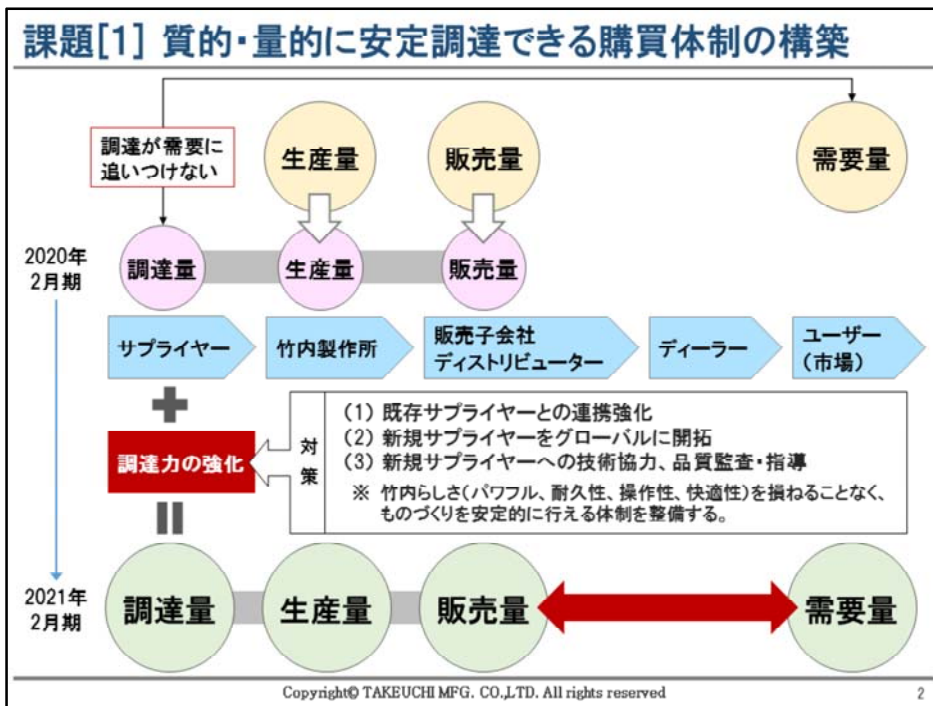 課題[1] 質的・量的に安定調達できる購買体制の構築
調達が需要に
追いつけない
生産量
販売量
需要量
2020年
2月期
調達量
生産量
販売量
サプライヤー
竹内製作所
販売子会社
ディストリビューター
ディーラー
ユーザー
(市場)
調達力の強化
対
策
(1) 既存サプライヤーとの連携強化
(2) 新規サプライヤーをグローバルに開拓
(3) 新規サプライヤーへの技術協力、品質監査・指導
※ 竹内らしさ(パワフル、耐久性、操作性、快適性)を損ねることなく、
ものづくりを安定的に行える体制を整備する。
2021年
2月期
調達量
生産量
販売量
需要量
Copyright© TAKEUCHI MFG. CO.,LTD. All rights reserved
2